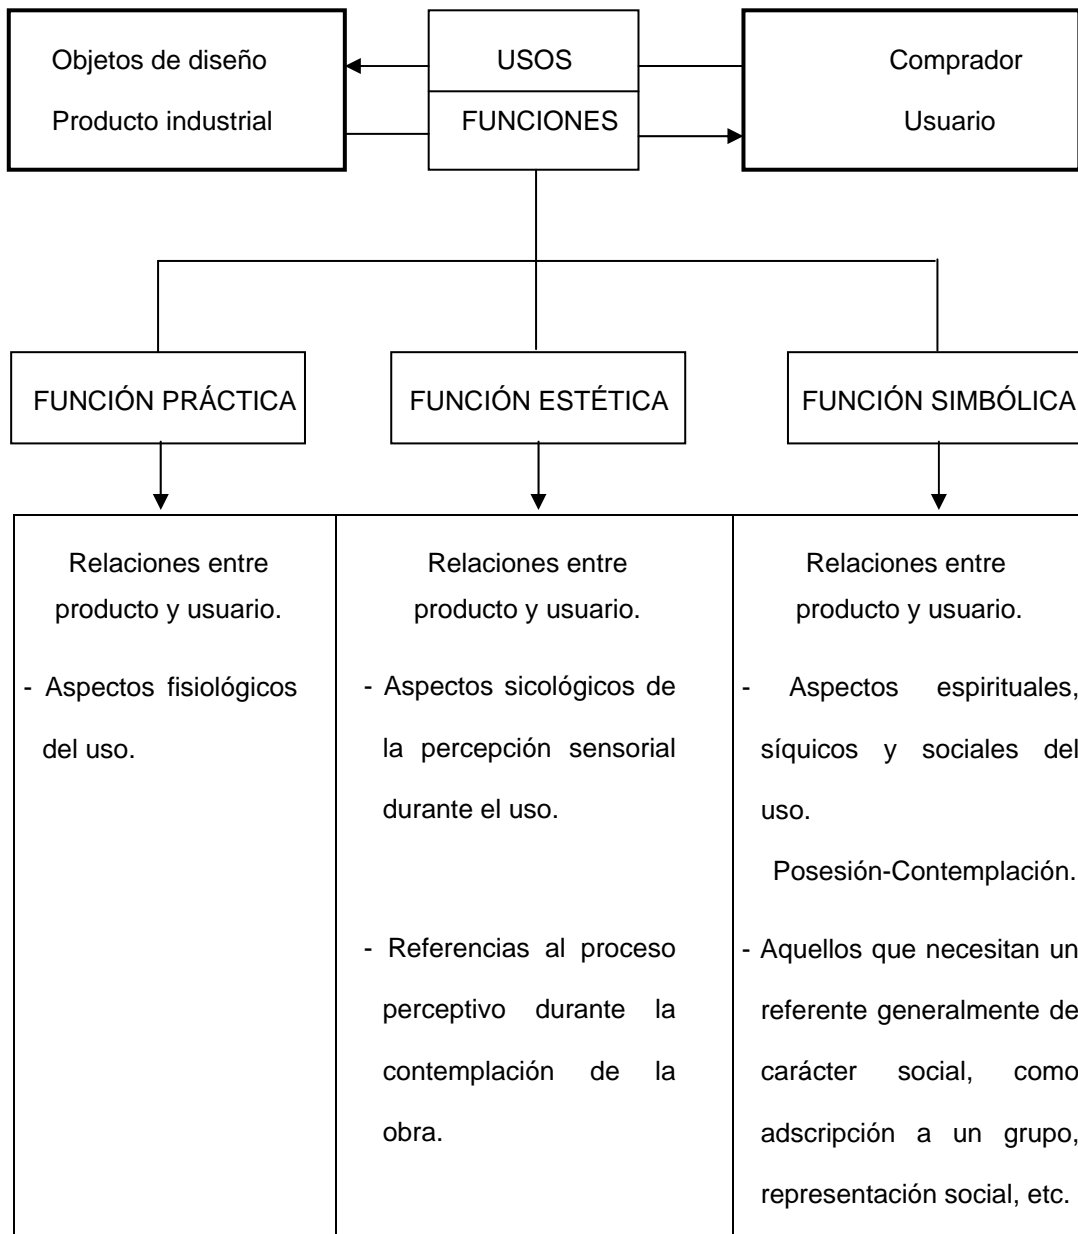 Objetos de diseño
Producto industrial
USOS
FUNCIONES
Comprador
Usuario
FUNCIÓN PRÁCTICA
FUNCIÓN ESTÉTICA
FUNCIÓN SIMBÓLICA
Relaciones entre
producto y usuario.
- Aspectos fisiológicos
del uso.
Relaciones entre
producto y usuario.
- Aspectos sicológicos de
la percepción sensorial
durante el uso.
- Referencias al proceso
perceptivo durante la
contemplación de la
obra.
Relaciones entre
producto y usuario.
- Aspectos espirituales,
síquicos y sociales del
uso.
Posesión-Contemplación.
- Aquellos que necesitan un
referente generalmente de
carácter social, como
adscripción a un grupo,
representación social, etc.